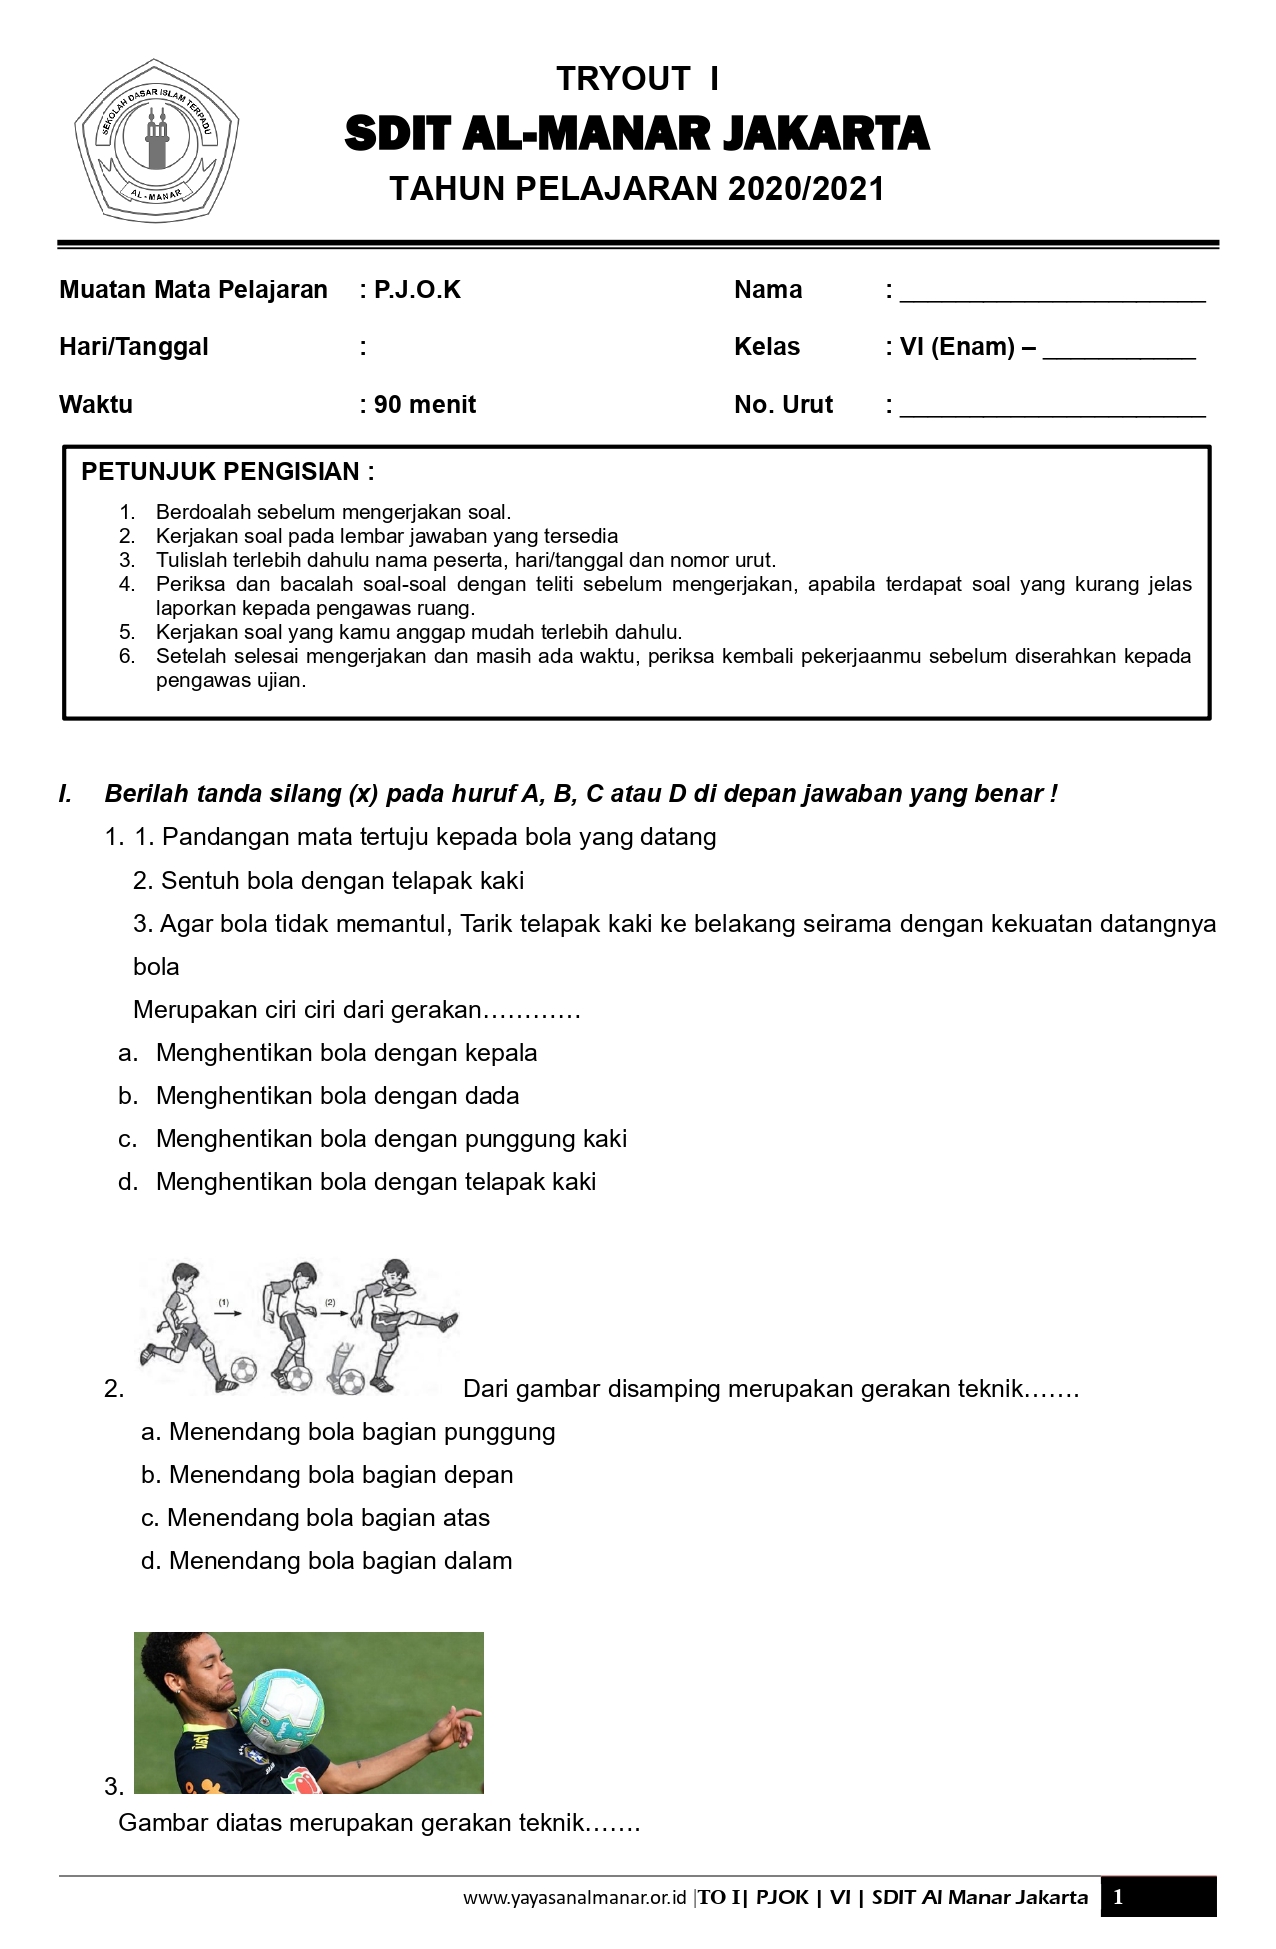 SEKOLAH DASAR ISLAM TERPADU
AL-MANAR
TRYOUT  I
SDIT AL-MANAR JAKARTA
TAHUN PELAJARAN 2020/2021
Muatan Mata Pelajaran : P.J.O.K Nama : ______________________
Hari/Tanggal : Kelas : VI (Enam) – ___________
Waktu : 90 menit No. Urut : ______________________
PETUNJUK PENGISIAN :
1. Berdoalah sebelum mengerjakan soal.
2. Kerjakan soal pada lembar jawaban yang tersedia
3. Tulislah terlebih dahulu nama peserta, hari/tanggal dan nomor urut.
4. Periksa dan bacalah soal-soal dengan teliti sebelum mengerjakan, apabila terdapat soal yang kurang jelas
laporkan kepada pengawas ruang.
5. Kerjakan soal yang kamu anggap mudah terlebih dahulu.
6. Setelah selesai mengerjakan dan masih ada waktu, periksa kembali pekerjaanmu sebelum diserahkan kepada
pengawas ujian.
I. Berilah tanda silang (x) pada huruf A, B, C atau D di depan jawaban yang benar !
1. 1. Pandangan mata tertuju kepada bola yang datang
2. Sentuh bola dengan telapak kaki
3. Agar bola tidak memantul, Tarik telapak kaki ke belakang seirama dengan kekuatan datangnya
bola
Merupakan ciri ciri dari gerakan…………
a. Menghentikan bola dengan kepala
b. Menghentikan bola dengan dada
c. Menghentikan bola dengan punggung kaki
d. Menghentikan bola dengan telapak kaki
(1) (2)
2. Dari gambar disamping merupakan gerakan teknik…….
a. Menendang bola bagian punggung
b. Menendang bola bagian depan
c. Menendang bola bagian atas
d. Menendang bola bagian dalam
3.
Gambar diatas merupakan gerakan teknik…….
www.yayasanalmanar.or.id |TO I| PJOK | VI | SDIT Al Manar Jakarta 1